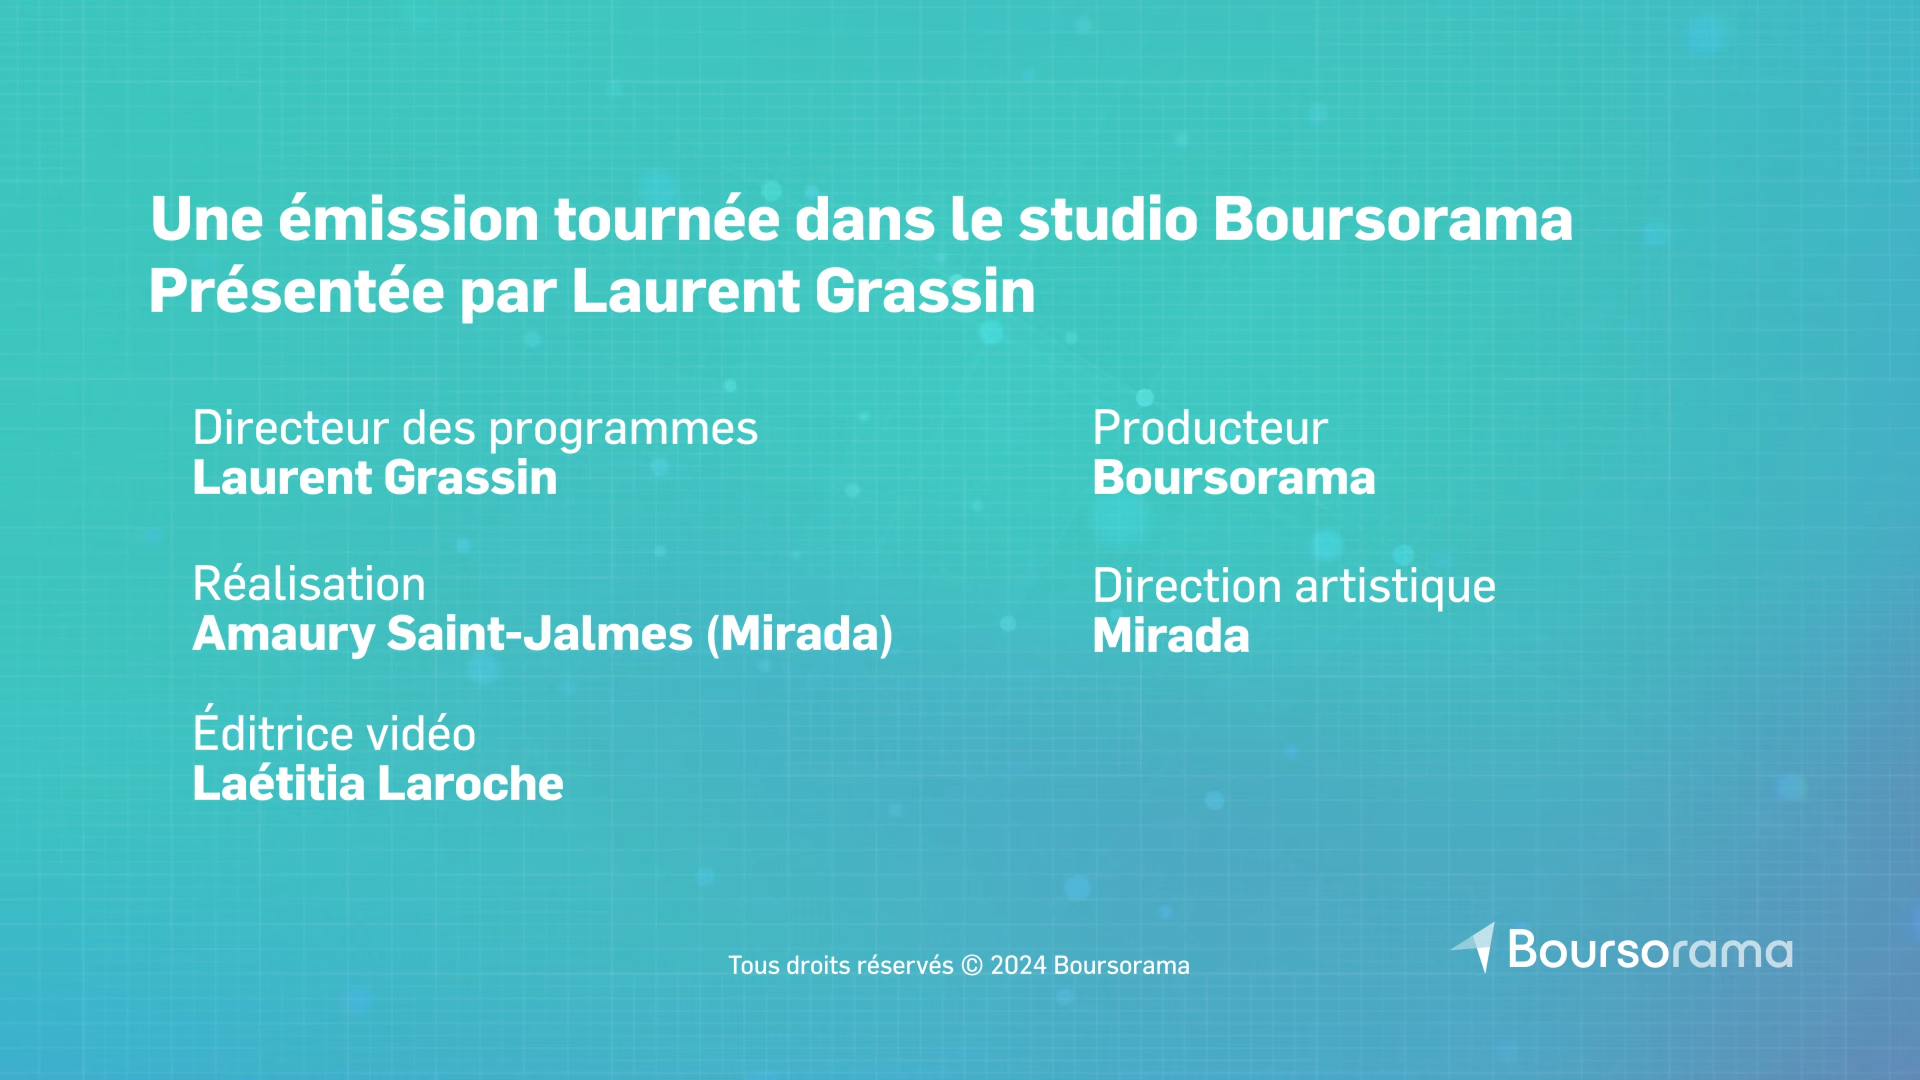 Une émission tournée dans le studio Boursorama
Présentée par Laurent Grassin
Directeur des programmes
Laurent Grassin
Réalisation
Amaury Saint-Jalmes (Mirada)
Éditrice vidéo
Laétitia Laroche
Producteur
Boursorama
Direction artistique
Mirada
Tous droits réservés © 2024 Boursorama
Boursorama